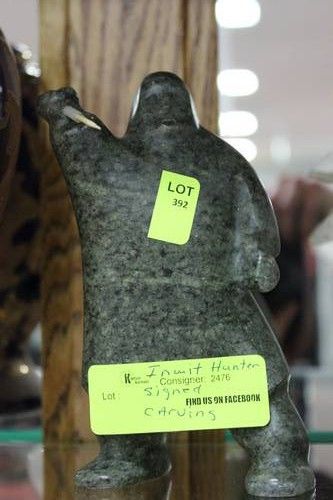 LOT
392
Inuit Hunter
Consigner: 2476
Signed
Lot:
FIND US ON FACEBOOK
Carving